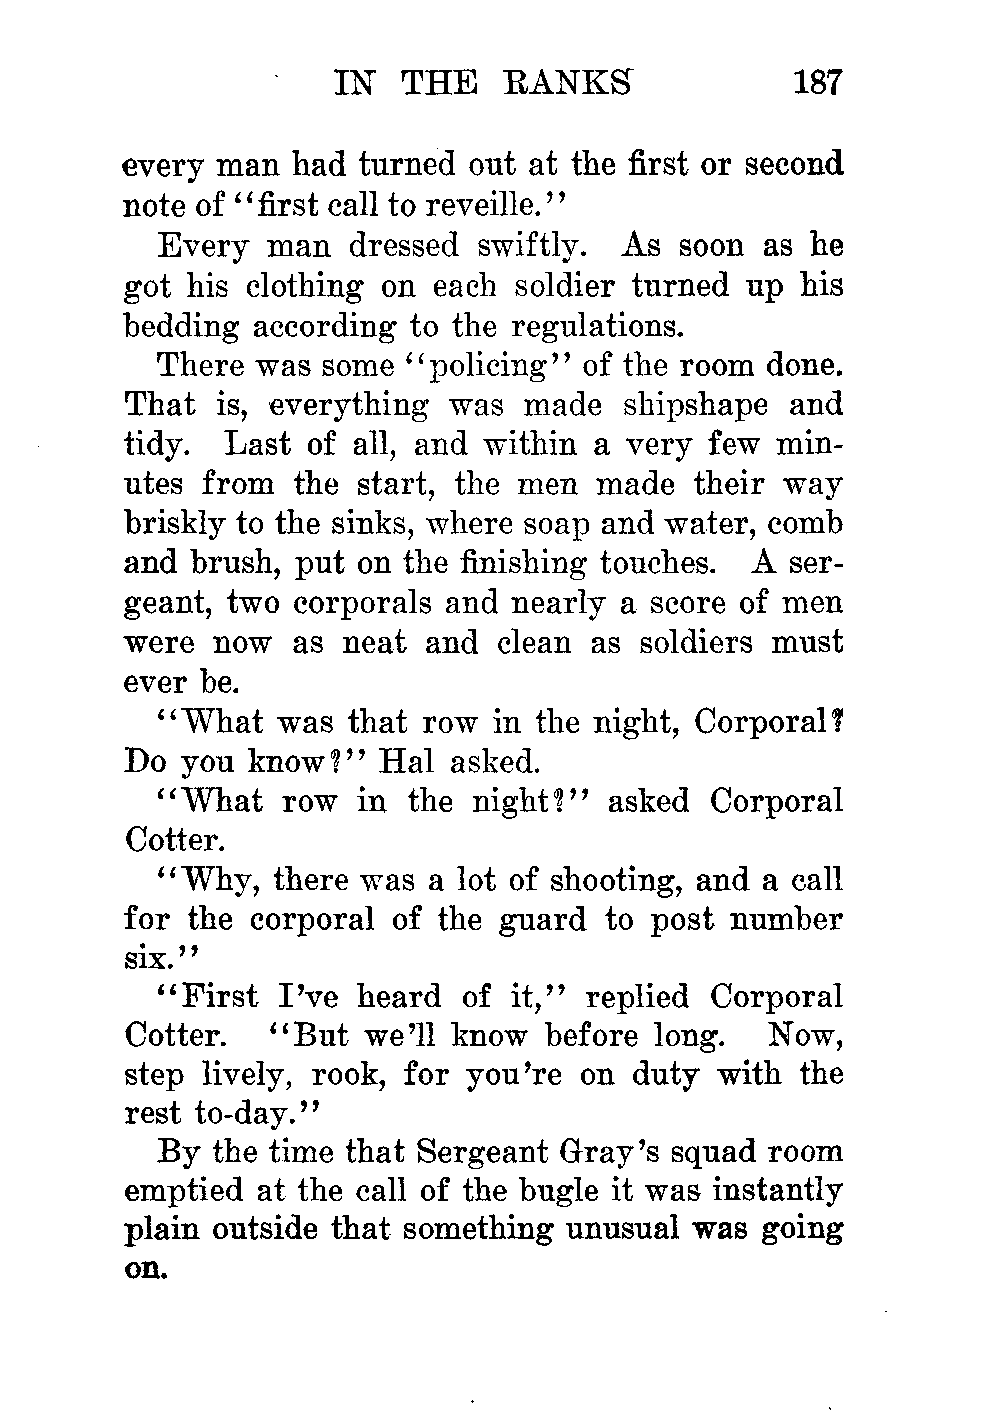 IN THE RANKS 187
every man had turned out at the first or second
note of "first call to reveille."
Every man dressed swiftly. As soon as he
got his clothing on each soldier turned up his
bedding according to the regulations.
There was some "policing" of the room done.
That is, everything was made shipshape and
tidy. Last of all, and within a very few min-
utes from the start, the men made their way
briskly to the sinks, where soap and water, comb
and brush, put on the finishing touches. A ser-
geant, two corporals and nearly a score of men
were now as neat and clean as soldiers must
ever be.
"What was that row in the night, Corporal?
Do you know?" Hal asked.
"What row in the night?" asked Corporal
Cotter.
"Why, there was a lot of shooting, and a call
for the corporal of the guard to post number
six."
"First I've heard of it," replied Corporal
Cotter. "But we'll know before long. Now,
step lively, rook, for you're on duty with the
rest to-day."
By the time that Sergeant Gray's squad room
emptied at the call of the bugle it was instantly
plain outside that something unusual was going
on.